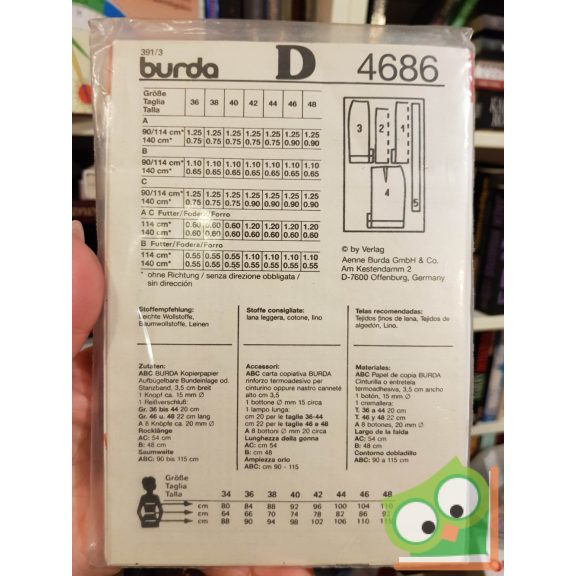 391/3
burda D 4686
Größe
Taglia
Talla
36 38 40 42 44 46 48
A
90/114 cm* 1.25 1.25 1.25 1.25 1.25 1.25 1.25
140 cm* 0.75 0.75 0.75 0.75 0.75 0.90 0.90
B
90/114 cm* 1.10 1.10 1.10 1.10 1.10 1.10 1.10
140 cm* 0.65 0.65 0.65 0.65 0.65 0.65 0.65
C
90/114 cm* 1.25 1.25 1.25 1.25 1.25 1.25 1.25
140 cm* 0.75 0.75 0.75 0.90 0.90 0.90 0.90
A C Futter/Fodera/Forro
114 cm* 0.60 0.60 0.60 1.20 1.20 1.20 1.20
140 cm* 0.60 0.60 0.60 0.60 0.60 0.60 0.60
B Futter/Fodera/Forro
114 cm* 0.55 0.55 0.55 1.10 1.10 1.10 1.10
140 cm* 0.55 0.55 0.55 0.55 0.55 0.55 0.55
* ohne Richtung / senza direzione obbligata /
sin dirección
3 2 1
4
5
© by Verlag
Aenne Burda GmbH & Co.
Am Kestendamm 2
D-7600 Offenburg, Germany
Stoffempfehlung:
Leichte Wollstoffe,
Baumwollstoffe, Leinen
Zutaten:
ABC BURDA Kopierpapier
Aufbügelbare Bundeinlage od.
Stanzband, 3,5 cm breit
1 Knopf ca. 15 mm Ø
1 Reißverschluß:
Gr. 36 bis 44 20 cm
Gr. 46 u. 48 22 cm lang
A 8 Knöpfe ca. 20 mm Ø
Rocklänge
AC: 54 cm
B: 48 cm
Saumweite
ABC: 90 bis 115 cm
Stoffe consigliate:
lana leggera, cotone, lino
Accessori:
ABC carta copiativa BURDA
rinforzo termoadesivo per
cinturino oppure nastro canneté
alto cm 3,5
1 bottone Ø mm 15 circa
1 lampo lunga:
cm 20 per le taglie 36-44
cm 22 per le taglie 46 e 48
A 8 bottoni Ø mm 20 circa
Lunghezza della gonna
AC: cm 54
B: cm 48
Ampiezza orlo
ABC: cm 90 - 115
Telas recomendadas:
Tejidos finos de lana, Tejidos de
algodón, Lino.
Materiales:
ABC Papel de copia BURDA
Cinturilla o entretela
termoadhesiva, 3,5 cm ancho
1 botón, 15 mm Ø
1 cremallera:
T. 36 a 44 20 cm
T. 46 y 48 22 cm
A 8 botones, 20 mm Ø
Largo de la falda
AC: 54 cm
B: 48 cm
Contorno dobladillo
ABC: 90 a 115 cm
Größe
Taglia
Talla
34 36 38 40 42 44 46 48
cm 80 84 88 92 96 100 104 110
cm 64 66 70 74 78 82 86
cm 88 90 94 98 102 106 110